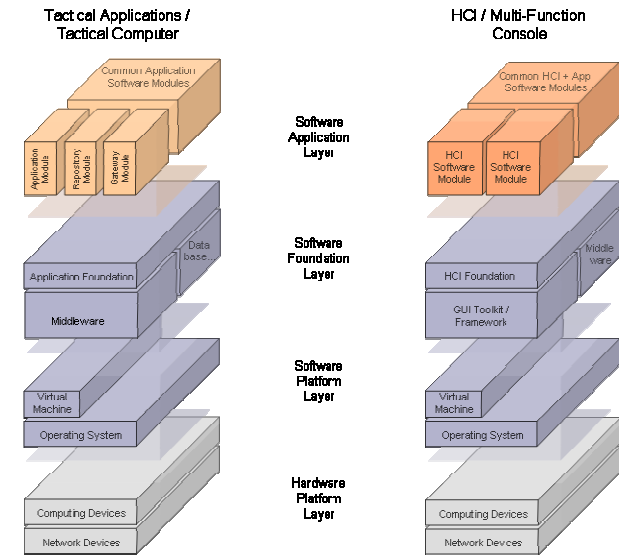 Tactical Applications /
Tactical Computer
HCI / Multi-Function
Console
Common Application
Software Modules
Application
Module
Repository
Module
Gateway
Module
Software
Application
Layer
Common HCI + App
Software Modules
HCI
Software
Module
HCI
Software
Module
Data
base...
Application Foundation
Middleware
Software
Foundation
Layer
Middle
ware
HCI Foundation
GUI Toolkit /
Framework
Virtual
Machine
Operating System
Software
Platform
Layer
Virtual
Machine
Operating System
Computing Devices
Network Devices
Hardware
Platform
Layer
Computing Devices
Network Devices